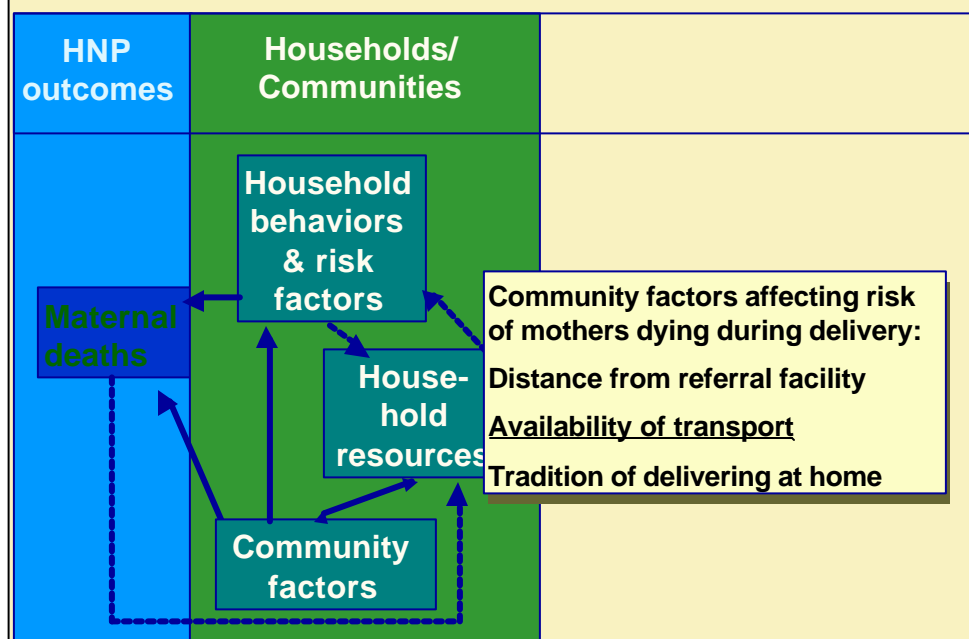 HNP
outcomes
Households/
Communities
Household
behaviors
& risk
factors
Maternal
deaths
House-
hold
resources
Community
factors
Community factors affecting risk
of mothers dying during delivery:
Distance from referral facility
Availability of transport
Tradition of delivering at home